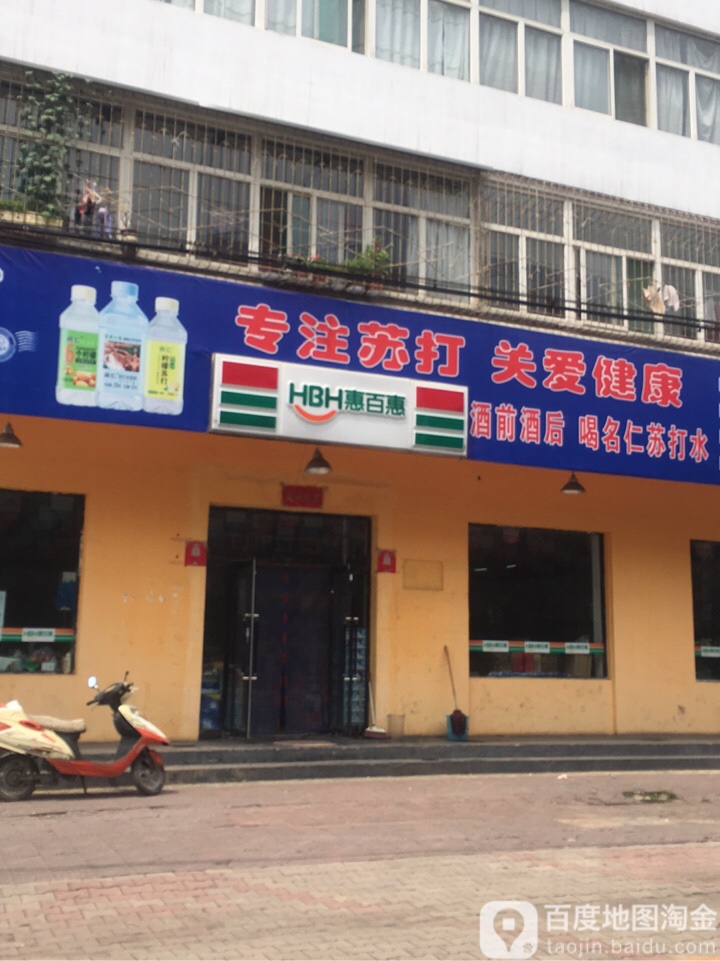 专注苏打 关爱健康
HBH惠百惠
酒前酒后 喝名仁苏打水
百度地图淘金
taojin.baidu.com